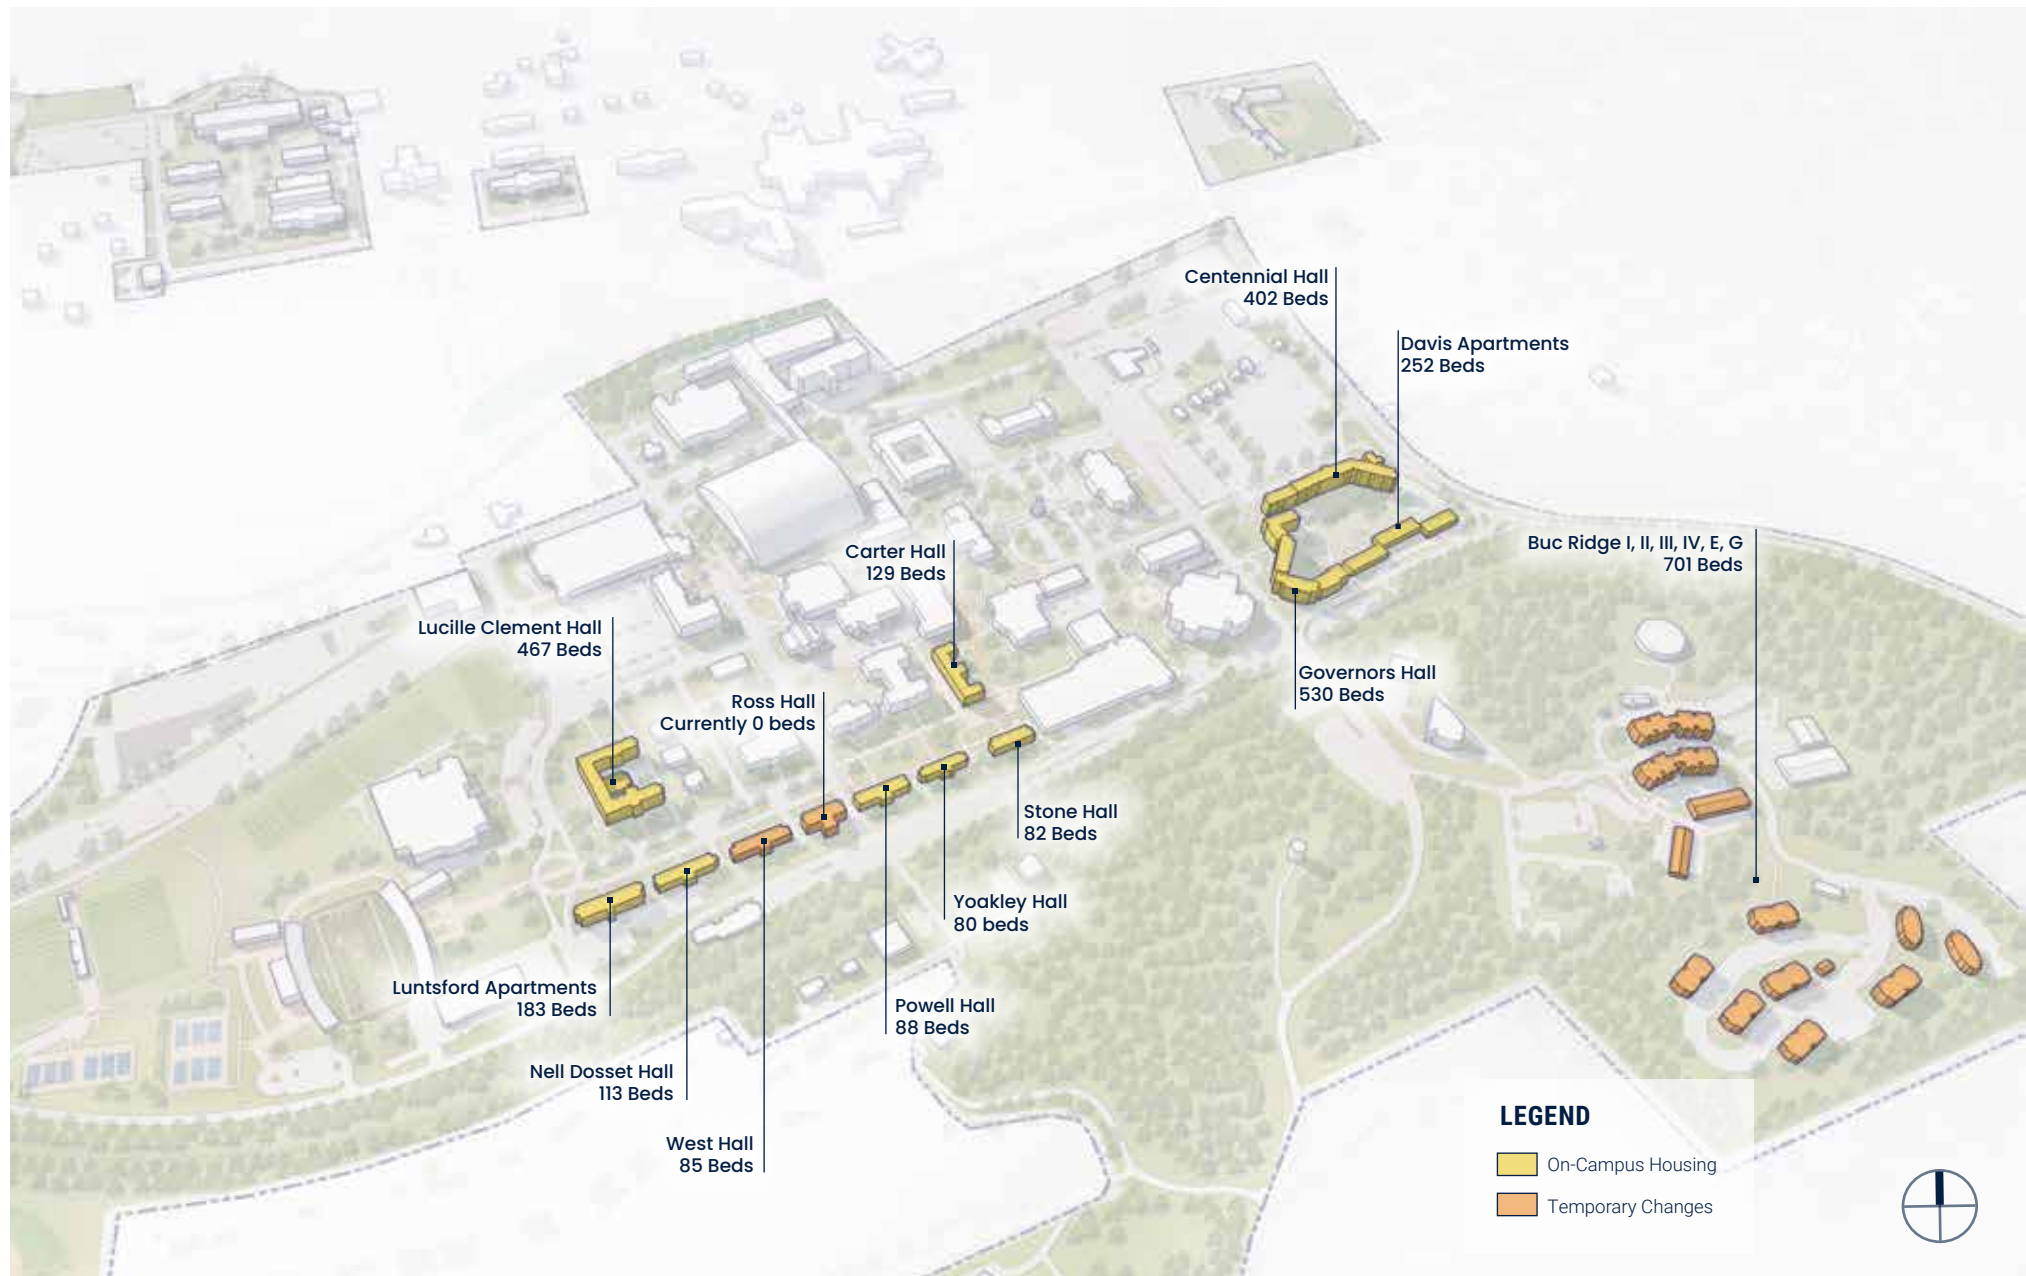 Centennial Hall
402 Beds
Davis Apartments
252 Beds
Buc Ridge I, II, III, IV, E, G
701 Beds
Carter Hall
129 Beds
Lucille Clement Hall
467 Beds
Governors Hall
530 Beds
Ross Hall
Currently 0 beds
Stone Hall
82 Beds
Yoakley Hall
80 beds
Luntsford Apartments
183 Beds
Powell Hall
88 Beds
Nell Dosset Hall
113 Beds
West Hall
85 Beds
LEGEND
On-Campus Housing
Temporary Changes